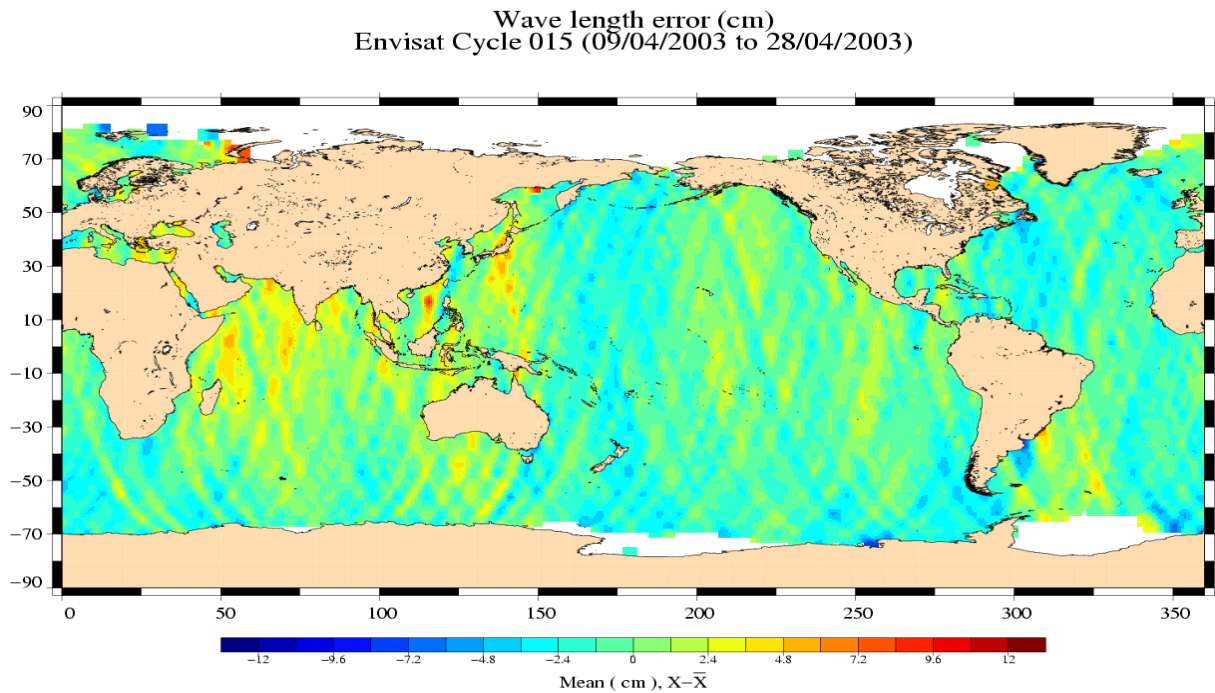 Wave length error (cm)
Envisat Cycle 015 (09/04/2003 to 28/04/2003)
90
70
50
30
10
−10
−30
−50
−70
−90
0 50 100 150 200 250 300 350
−12 −9.6 −7.2 −4.8 −2.4 0 2.4 4.8 7.2 9.6 12
Mean ( cm ), X−X̅